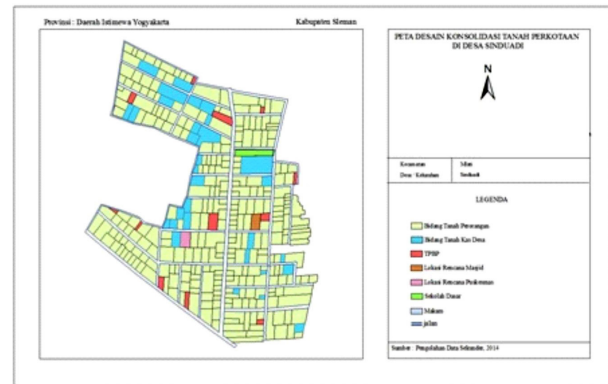 Provinsi : Daerah Istimewa Yogyakarta
Kabupaten Sleman
PETA DESAIN KONSOLIDASI TANAH PERKOTAAN
DI DESA SINDUADI
N
Kecamatan Mlati
Desa / Kelurahan Sinduadi
LEGENDA
Bidang Tanah Perorangan
Bidang Tanah Kas Desa
TPBP
Lokasi Rencana Masjid
Lokasi Rencana Puskesmas
Sekolah Dasar
Makam
jalan
Sumber : Pengolahan Data Sekunder, 2014